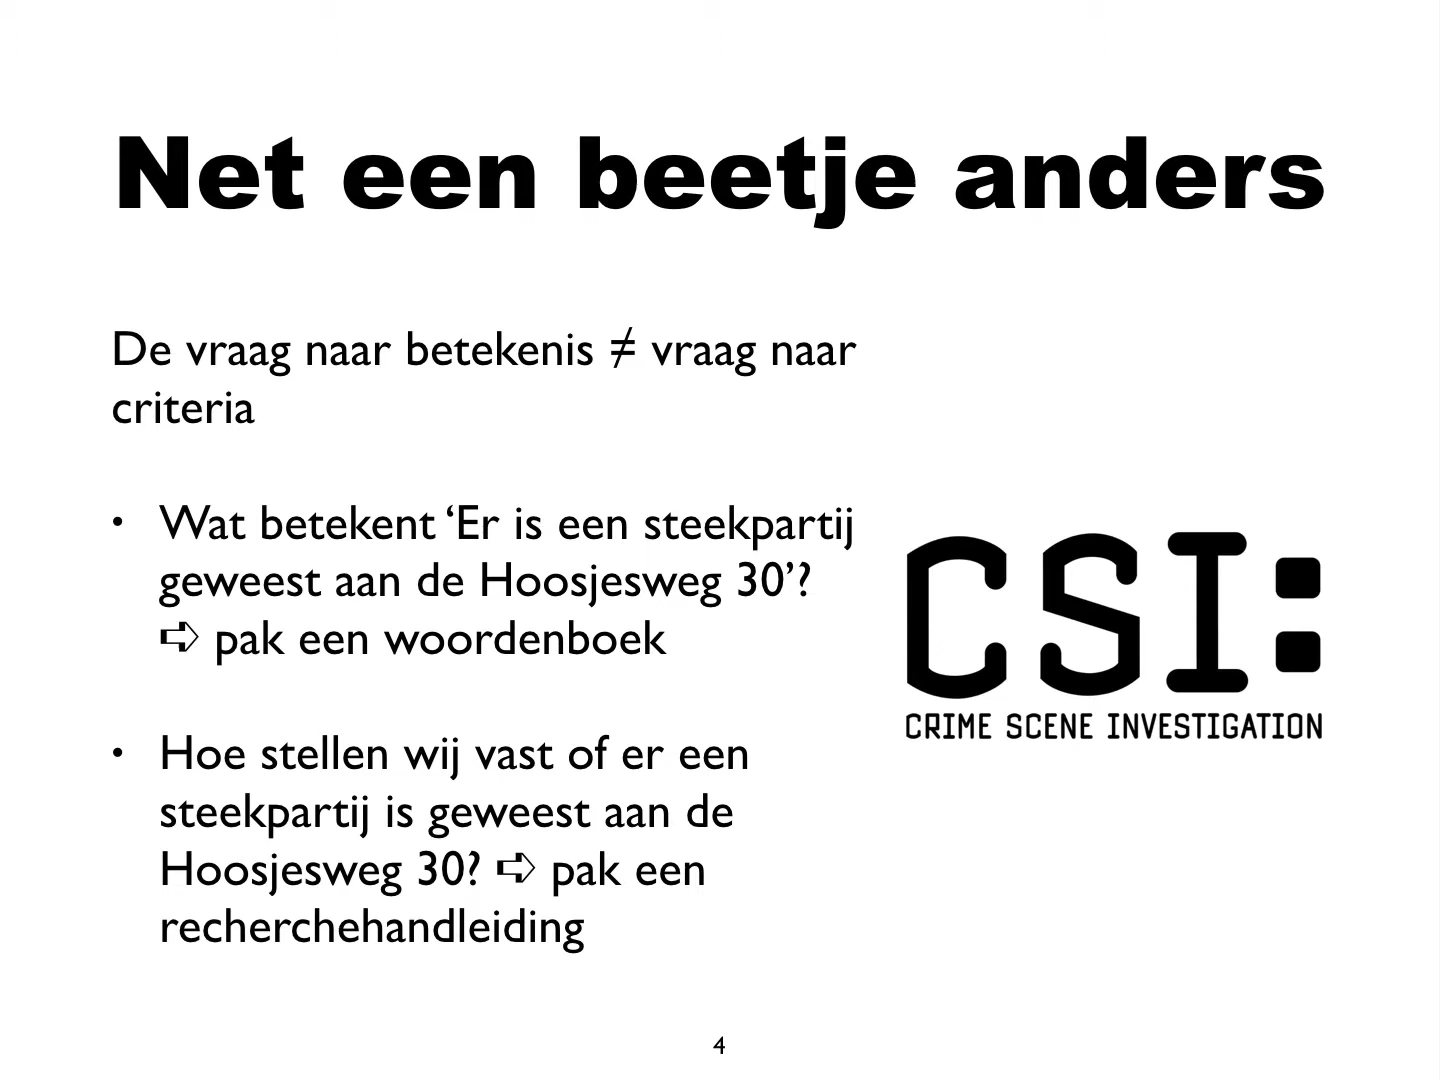 Net een beetje anders
De vraag naar betekenis ≠ vraag naar
criteria
• Wat betekent ‘Er is een steekpartij
geweest aan de Hoosjesweg 30’?
➪ pak een woordenboek
• Hoe stellen wij vast of er een
steekpartij is geweest aan de
Hoosjesweg 30? ➪ pak een
recherchehandleiding
CSI:
CRIME SCENE INVESTIGATION
4